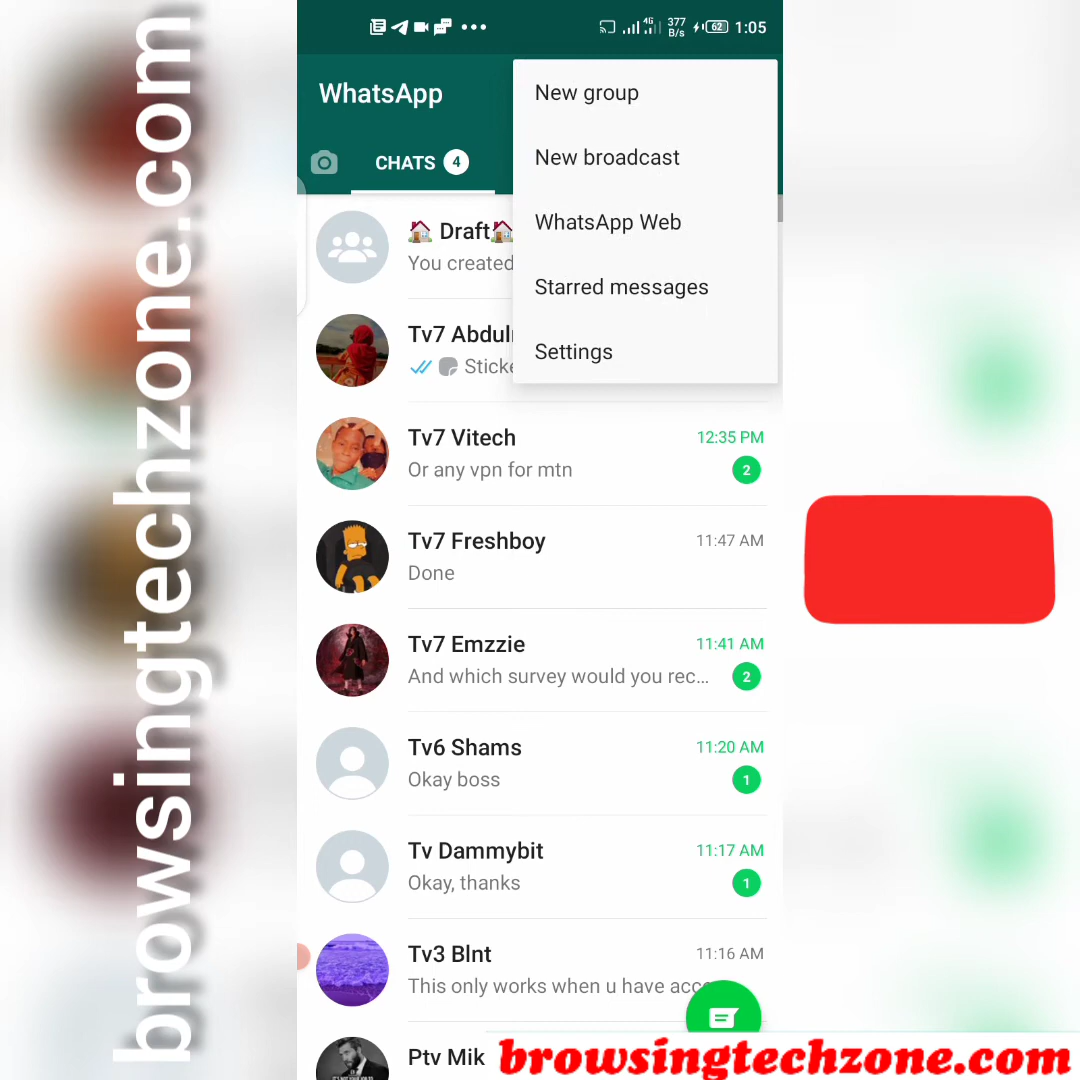 browsingtechzone.com
4G 377 B/s 62 1:05
WhatsApp
New group
New broadcast
WhatsApp Web
Starred messages
Settings
CHATS 4
Draft
You created
Tv7
Sticke
Tv7 Vitech 12:35 PM
Or any vpn for mtn 2
Tv7 Freshboy 11:47 AM
Done
Tv7 Emzzie 11:41 AM
And which survey would you rec... 2
Tv6 Shams 11:20 AM
Okay boss 1
Tv Dammybit 11:17 AM
Okay, thanks 1
Tv3 Blnt 11:16 AM
This only works when u have acc
Ptv Mik
browsingtechzone.com